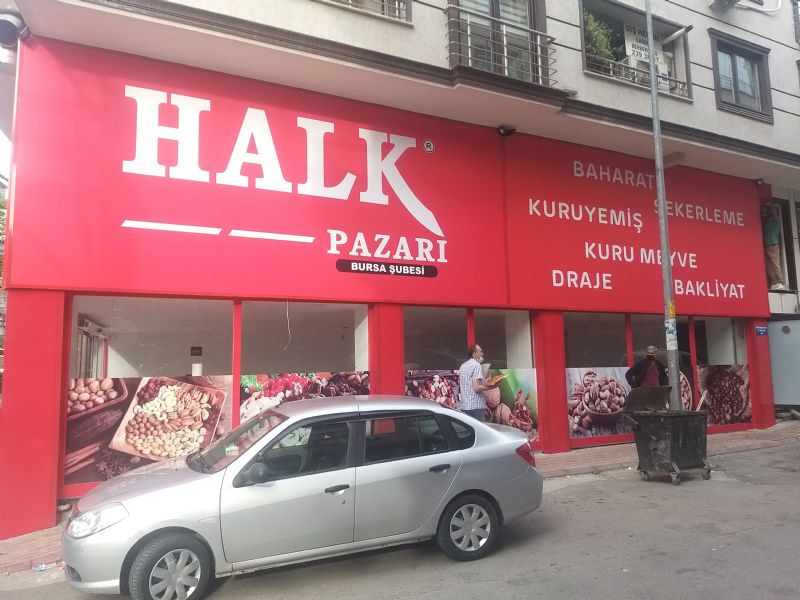 HALK®
PAZARI
BURSA ŞUBESİ
BAHARAT
ŞEKERLEME
KURUYEMİŞ
KURU MEYVE
DRAJE
BAKLİYAT